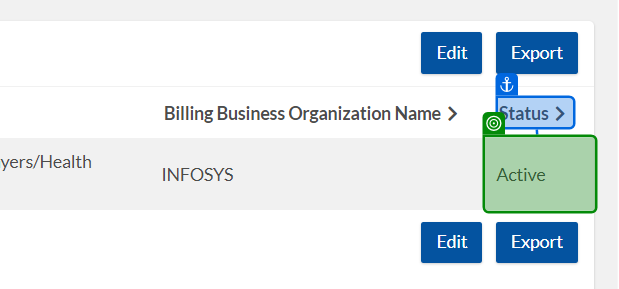 Edit Export
Billing Business Organization Name Status
yers/Health INFOSYS Active
Edit Export